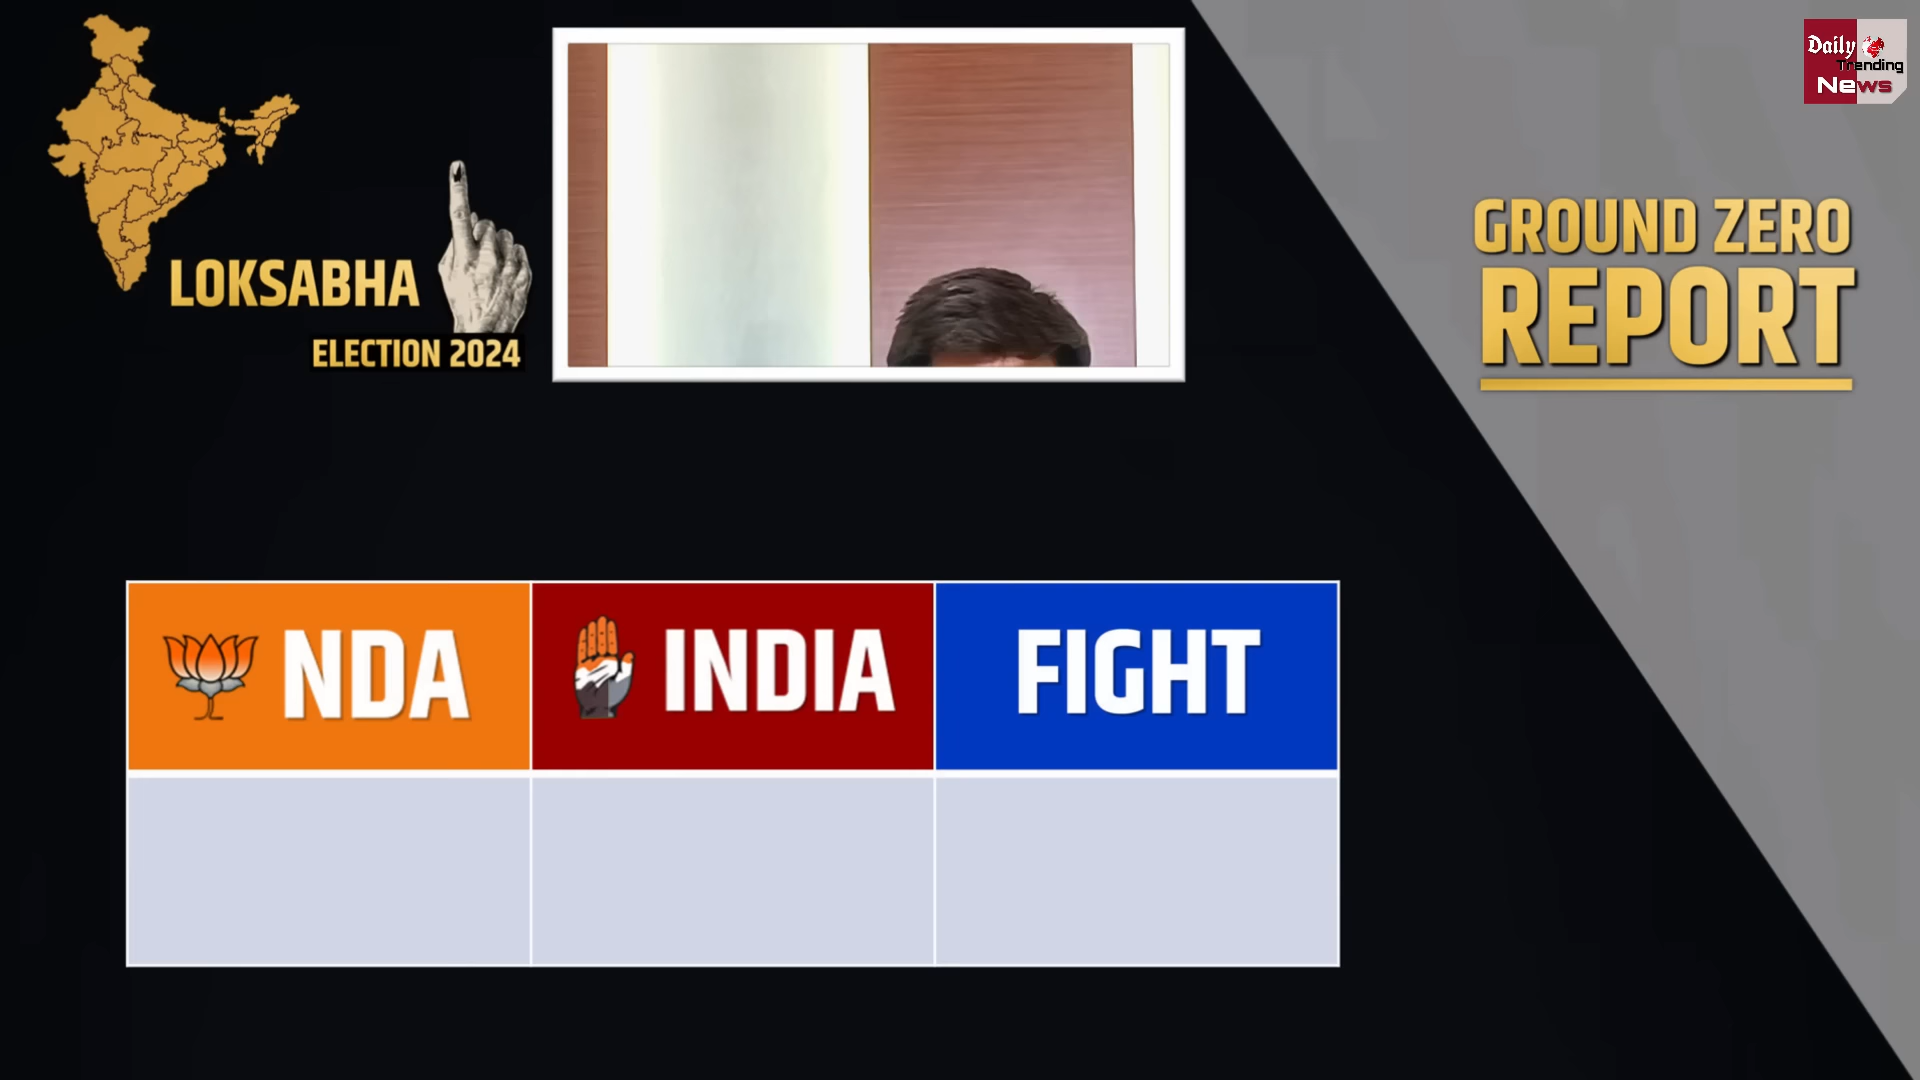 LOKSABHA
ELECTION 2024
Daily
Trending
News
GROUND ZERO
REPORT
NDA
INDIA
FIGHT